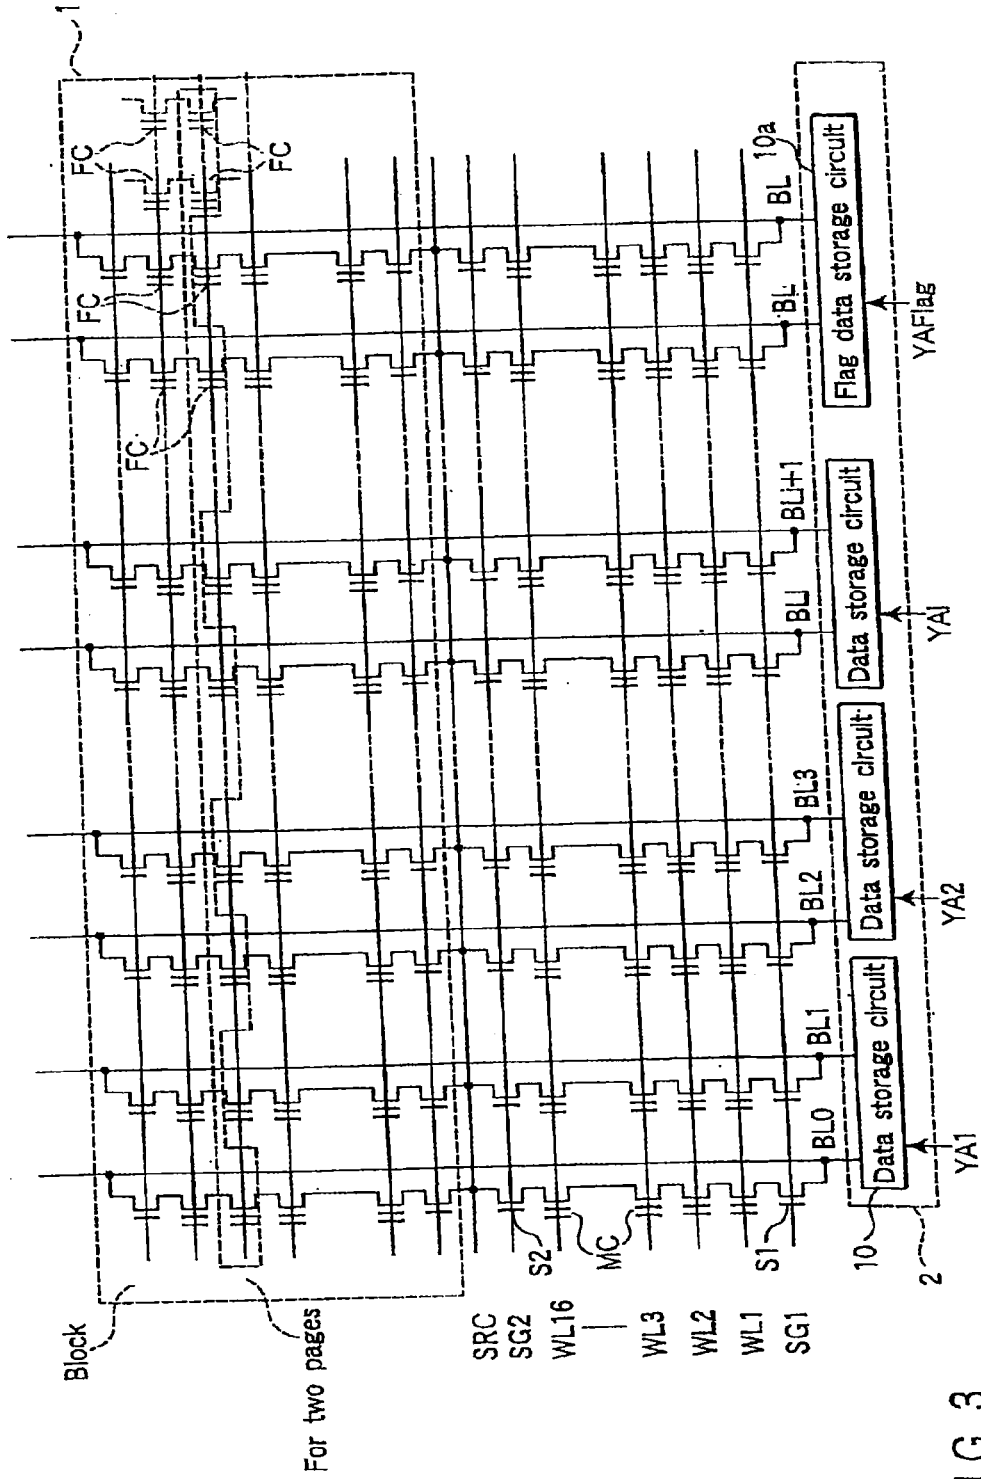 1
Block
For two pages
FC
FC
FC
FC
SRC
SG2
WL16
WL3
WL2
WL1
SG1
S2
MC
S1
BL0
BL1
BL2
BL3
BLi
BLi+1
BL
BL
10a
10
Data storage circuit
Data storage circuit
Data storage circuit
Flag data storage circuit
2
YA1
YA2
YAi
YAFlag